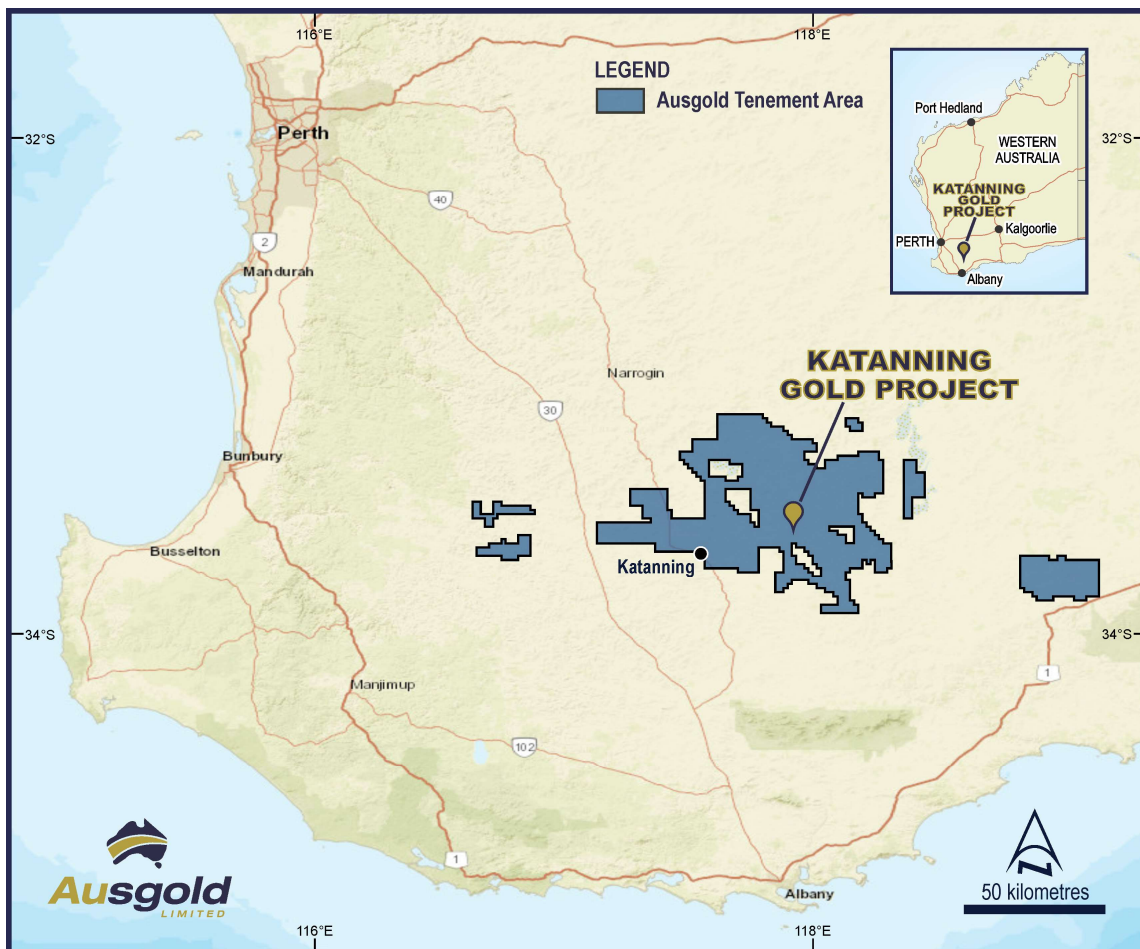 116°E
118°E
LEGEND
Ausgold Tenement Area
Port Hedland
WESTERN
AUSTRALIA
KATANNING
GOLD
PROJECT
Kalgoorlie
PERTH
Albany
32°S
32°S
Perth
40
2
Mandurah
Narrogin
KATANNING
GOLD PROJECT
30
Bunbury
Busselton
Katanning
34°S
34°S
1
Manjimup
102
1
Albany
Ausgold
LIMITED
N
50 kilometres
116°E
118°E